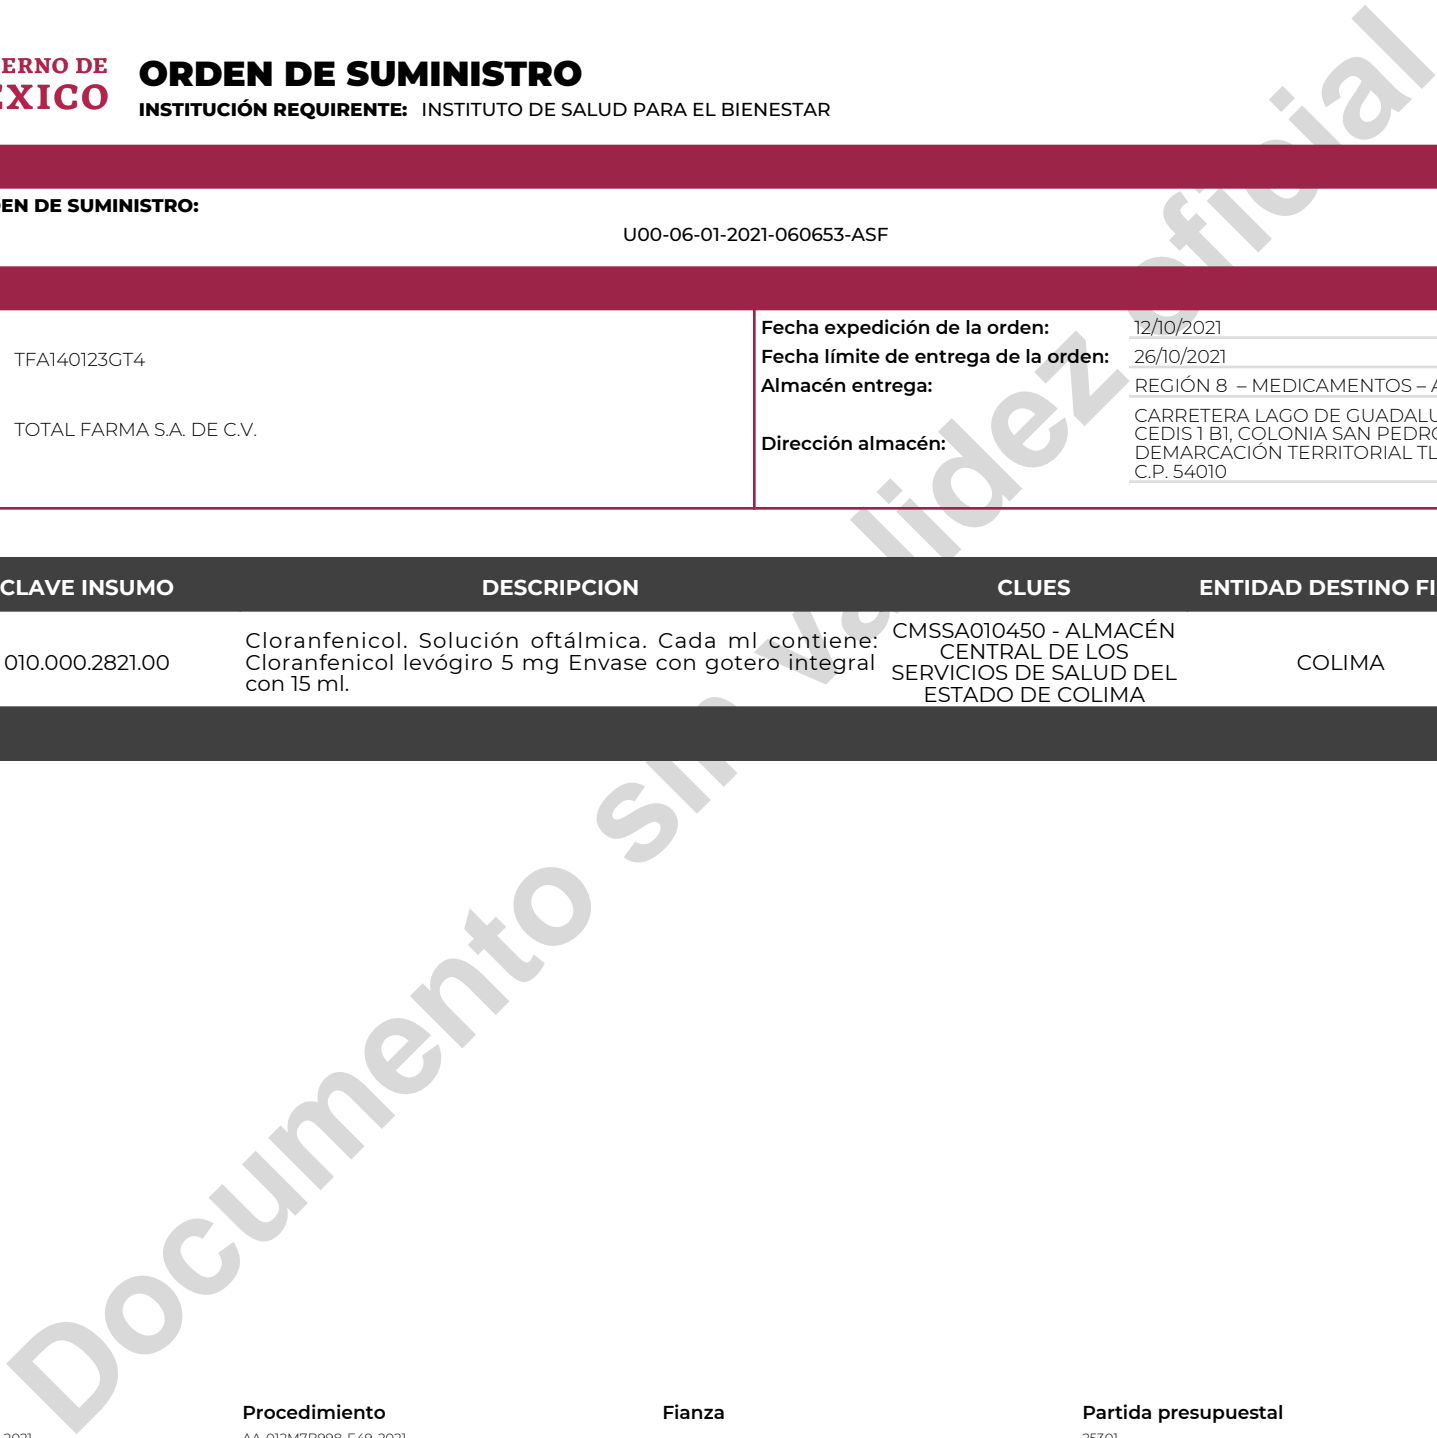 ERNO DE
EXICO
ORDEN DE SUMINISTRO
INSTITUCIÓN REQUIRENTE: INSTITUTO DE SALUD PARA EL BIENESTAR
EN DE SUMINISTRO:
U00-06-01-2021-060653-ASF
TFA140123GT4
TOTAL FARMA S.A. DE C.V.
Fecha expedición de la orden: 12/10/2021
Fecha límite de entrega de la orden: 26/10/2021
Almacén entrega: REGIÓN 8 – MEDICAMENTOS – A
Dirección almacén:
CARRETERA LAGO DE GUADALU
CEDIS 1 B1, COLONIA SAN PEDRO
DEMARCACIÓN TERRITORIAL TL
C.P. 54010
CLAVE INSUMO DESCRIPCION CLUES ENTIDAD DESTINO FI
010.000.2821.00
Cloranfenicol. Solución oftálmica. Cada ml contiene:
Cloranfenicol levógiro 5 mg Envase con gotero integral
con 15 ml.
CMSSA010450 - ALMACÉN
CENTRAL DE LOS
SERVICIOS DE SALUD DEL
ESTADO DE COLIMA
COLIMA
Documento sin validez oficial
Procedimiento Fianza Partida presupuestal